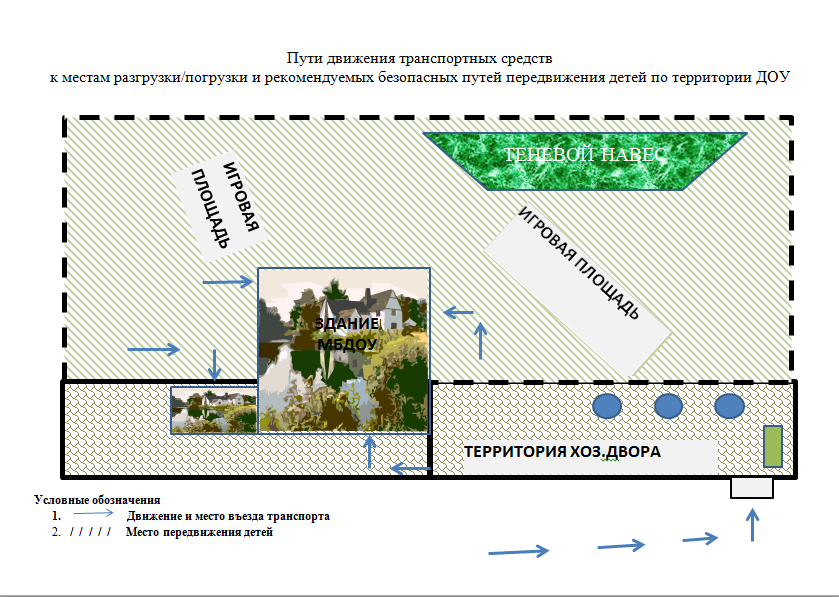 Пути движения транспортных средств
к местам разгрузки/погрузки и рекомендуемых безопасных путей передвижения детей по территории ДОУ
ТЕНЕВОЙ НАВЕС
ИГРОВАЯ
ПЛОЩАДЬ
ИГРОВАЯ ПЛОЩАДЬ
ЗДАНИЕ
МБДОУ
ТЕРРИТОРИЯ ХОЗ.ДВОРА
Условные обозначения
1. Движение и место въезда транспорта
2. / / / / / Место передвижения детей